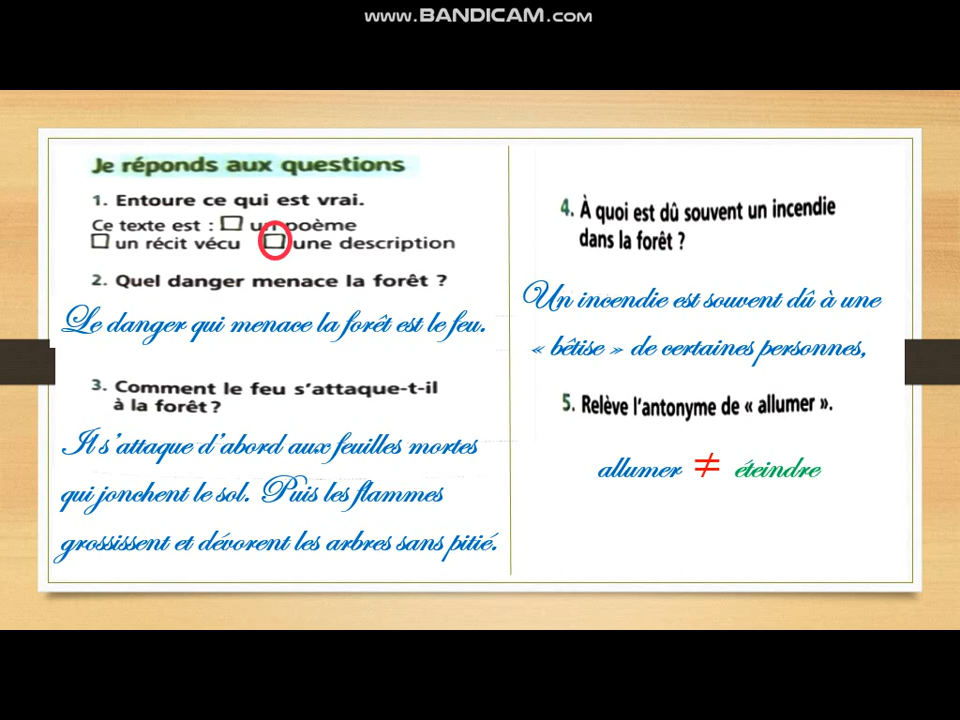 www.BANDICAM.com
Je réponds aux questions
1. Entoure ce qui est vrai.
Ce texte est : un poème
un récit vécu une description
2. Quel danger menace la forêt ?
Le danger qui menace la forêt est le feu.
3. Comment le feu s'attaque-t-il
à la forêt ?
Il s'attaque d'abord aux feuilles mortes
qui jonchent le sol. Puis les flammes
grossissent et dévorent les arbres sans pitié.
4. À quoi est dû souvent un incendie
dans la forêt ?
Un incendie est souvent dû à une
« bêtise » de certaines personnes,
5. Relève l'antonyme de « allumer ».
allumer ≠ éteindre